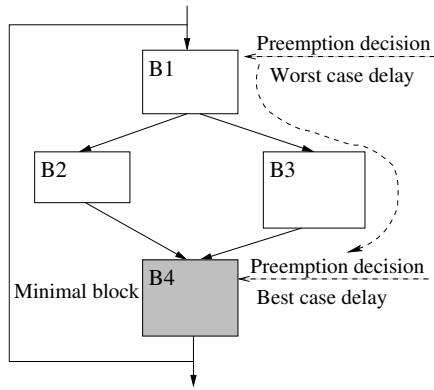 Preemption decision
B1
Worst case delay
B2
B3
Preemption decision
B4
Minimal block
Best case delay